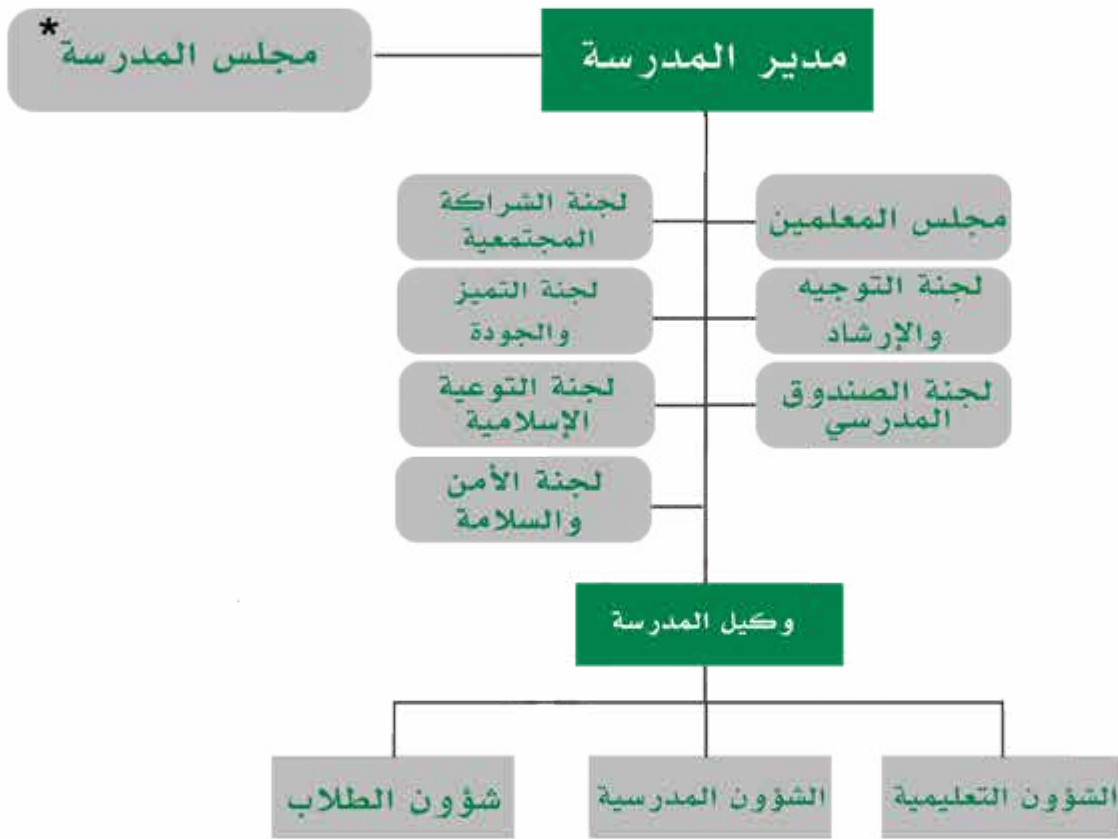 مدير المدرسة
مجلس المدرسة*
مجلس المعلمين
لجنة الشراكة
المجتمعية
لجنة التوجيه
والإرشاد
لجنة التميز
والجودة
لجنة الصندوق
المدرسي
لجنة التوعية
الإسلامية
لجنة الأمن
والسلامة
وكيل المدرسة
الشؤون التعليمية
الشؤون المدرسية
شؤون الطلاب